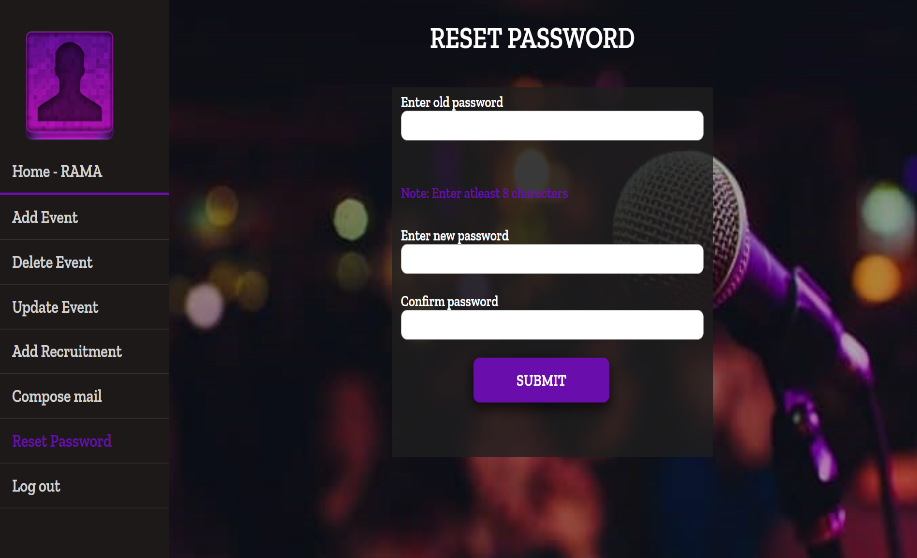 RESET PASSWORD
Home - RAMA
Add Event
Delete Event
Update Event
Add Recruitment
Compose mail
Reset Password
Log out
Enter old password
Note: Enter atleast 8 characters
Enter new password
Confirm password
SUBMIT